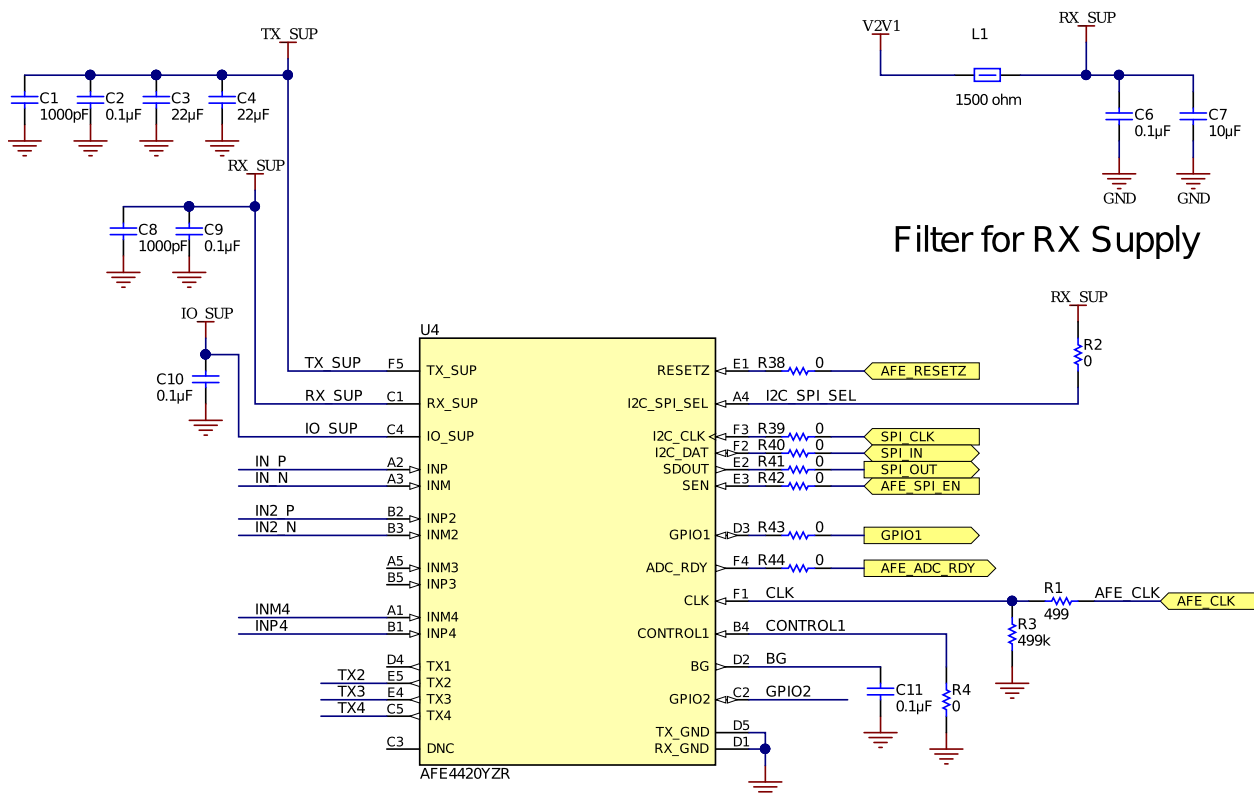 TX_SUP
C1
1000pF
C2
0.1µF
C3
22µF
C4
22µF
V2V1
L1
1500 ohm
RX_SUP
C6
0.1µF
C7
10µF
GND
GND
Filter for RX Supply
RX_SUP
C8
1000pF
C9
0.1µF
IO_SUP
C10
0.1µF
RX_SUP
R2
0
U4
TX_SUP F5 TX_SUP
RX_SUP C1 RX_SUP
IO_SUP C4 IO_SUP
IN_P A2 INP
IN_N A3 INM
IN2_P B2 INP2
IN2_N B3 INM2
A5 INM3
B5 INP3
INM4 A1 INM4
INP4 B1 INP4
D4 TX1
TX2 E5 TX2
TX3 E4 TX3
TX4 C5 TX4
C3 DNC
AFE4420YZR
RESETZ E1 R38 0 AFE_RESETZ
I2C_SPI_SEL A4 I2C_SPI_SEL
I2C_CLK F3 R39 0 SPI_CLK
I2C_DAT F2 R40 0 SPI_IN
SDOUT E2 R41 0 SPI_OUT
SEN E3 R42 0 AFE_SPI_EN
GPIO1 D3 R43 0 GPIO1
ADC_RDY F4 R44 0 AFE_ADC_RDY
CLK F1 CLK
R1
499
AFE_CLK AFE_CLK
R3
499k
CONTROL1 B4 CONTROL1
BG D2 BG
C11
0.1µF
R4
0
GPIO2 C2 GPIO2
TX_GND D5
RX_GND D1